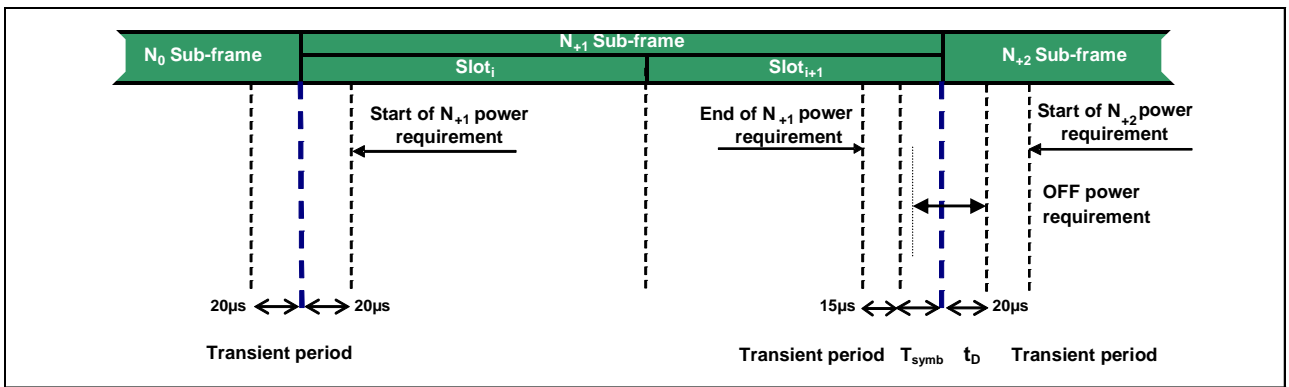 N0 Sub-frame
N+1 Sub-frame
N+2 Sub-frame
Sloti
Sloti+1
Start of N+1 power
requirement
End of N+1 power
requirement
Start of N+2 power
requirement
OFF power
requirement
20µs
20µs
15µs
20µs
Transient period
Transient period
Tsymb
tD
Transient period